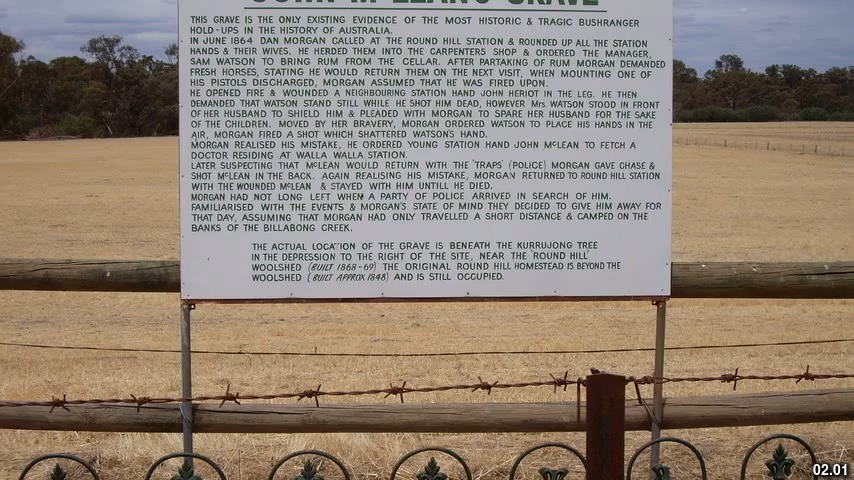 THIS GRAVE IS THE ONLY EXISTING EVIDENCE OF THE MOST HISTORIC & TRAGIC BUSHRANGER
HOLD-UPS IN THE HISTORY OF AUSTRALIA.
IN JUNE 1864 DAN MORGAN CALLED AT THE ROUND HILL STATION & ROUNDED UP ALL THE STATION
HANDS & THEIR WIVES. HE HERDED THEM INTO THE CARPENTERS SHOP & ORDERED THE MANAGER,
SAM WATSON TO BRING RUM FROM THE CELLAR. AFTER PARTAKING OF RUM MORGAN DEMANDED
FRESH HORSES, STATING HE WOULD RETURN THEM ON THE NEXT VISIT, WHEN MOUNTING ONE OF
HIS PISTOLS DISCHARGED, MORGAN ASSUMED THAT HE WAS FIRED UPON.
HE OPENED FIRE & WOUNDED A NEIGHBOURING STATION HAND JOHN HERIOT IN THE LEG. HE THEN
DEMANDED THAT WATSON STAND STILL WHILE HE SHOT HIM DEAD, HOWEVER Mrs WATSON STOOD IN FRONT
OF HER HUSBAND TO SHIELD HIM & PLEADED WITH MORGAN TO SPARE HER HUSBAND FOR THE SAKE
OF THE CHILDREN. MOVED BY HER BRAVERY, MORGAN ORDERED WATSON TO PLACE HIS HANDS IN THE
AIR, MORGAN FIRED A SHOT WHICH SHATTERED WATSON'S HAND.
MORGAN REALISED HIS MISTAKE, HE ORDERED YOUNG STATION HAND JOHN McLEAN TO FETCH A
DOCTOR RESIDING AT WALLA WALLA STATION.
LATER SUSPECTING THAT McLEAN WOULD RETURN WITH THE 'TRAPS' (POLICE) MORGAN GAVE CHASE &
SHOT McLEAN IN THE BACK. AGAIN REALISING HIS MISTAKE, MORGAN RETURNED TO ROUND HILL STATION
WITH THE WOUNDED McLEAN & STAYED WITH HIM UNTILL HE DIED.
MORGAN HAD NOT LONG LEFT WHEN A PARTY OF POLICE ARRIVED IN SEARCH OF HIM.
FAMILIARISED WITH THE EVENTS & MORGAN'S STATE OF MIND THEY DECIDED TO GIVE HIM AWAY FOR
THAT DAY, ASSUMING THAT MORGAN HAD ONLY TRAVELLED A SHORT DISTANCE & CAMPED ON THE
BANKS OF THE BILLABONG CREEK.
THE ACTUAL LOCATION OF THE GRAVE IS BENEATH THE KURRUJONG TREE
IN THE DEPRESSION TO THE RIGHT OF THE SITE, NEAR THE 'ROUND HILL'
WOOLSHED (BUILT 1868-69) THE ORIGINAL ROUND HILL HOMESTEAD IS BEYOND THE
WOOLSHED (BUILT APPROX 1848) AND IS STILL OCCUPIED.
02.01